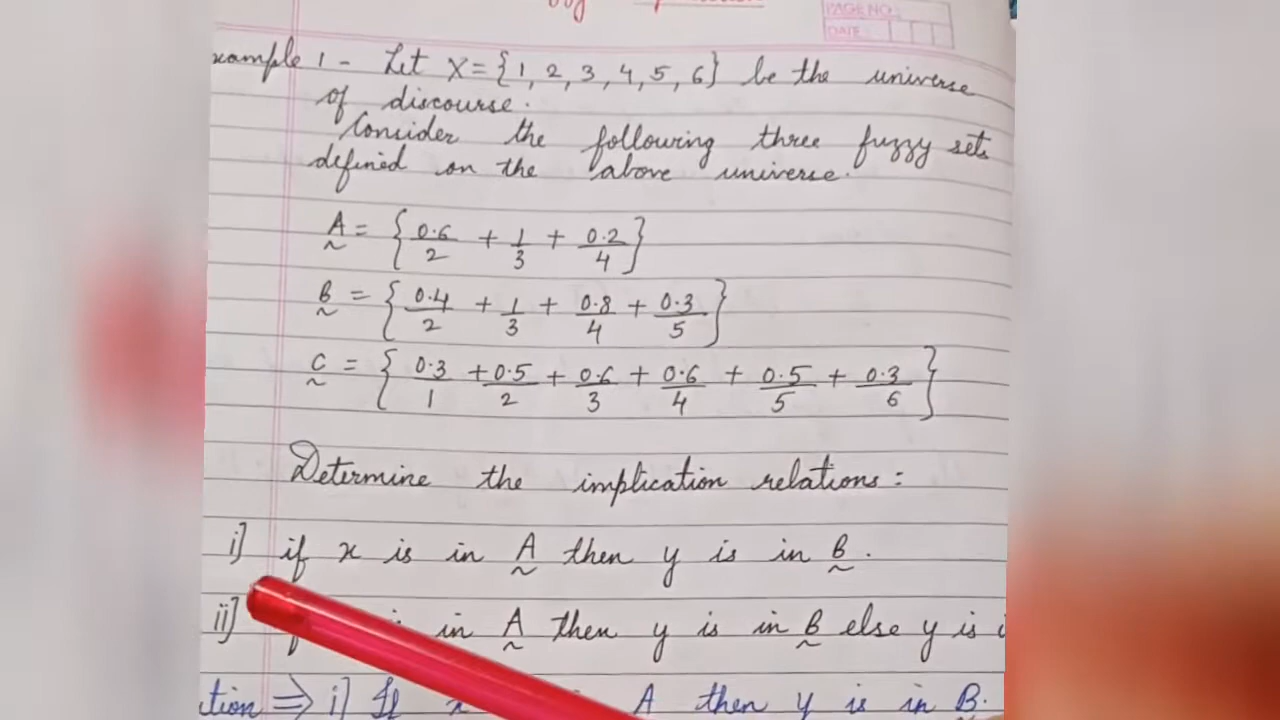 PAGE NO.:
DATE:
xample 1 - Let X = {1, 2, 3, 4, 5, 6} be the universe
of discourse.
Consider the following three fuzzy sets
defined on the above universe.
A = {0.6/2 + 1/3 + 0.2/4}
B = {0.4/2 + 1/3 + 0.8/4 + 0.3/5}
C = {0.3/1 + 0.5/2 + 0.6/3 + 0.6/4 + 0.5/5 + 0.3/6}
Determine the implication relations :
i] if x is in A then y is in B.
ii] in A then y is in B else y is
ution ⇒ i] If x A then y is in B.